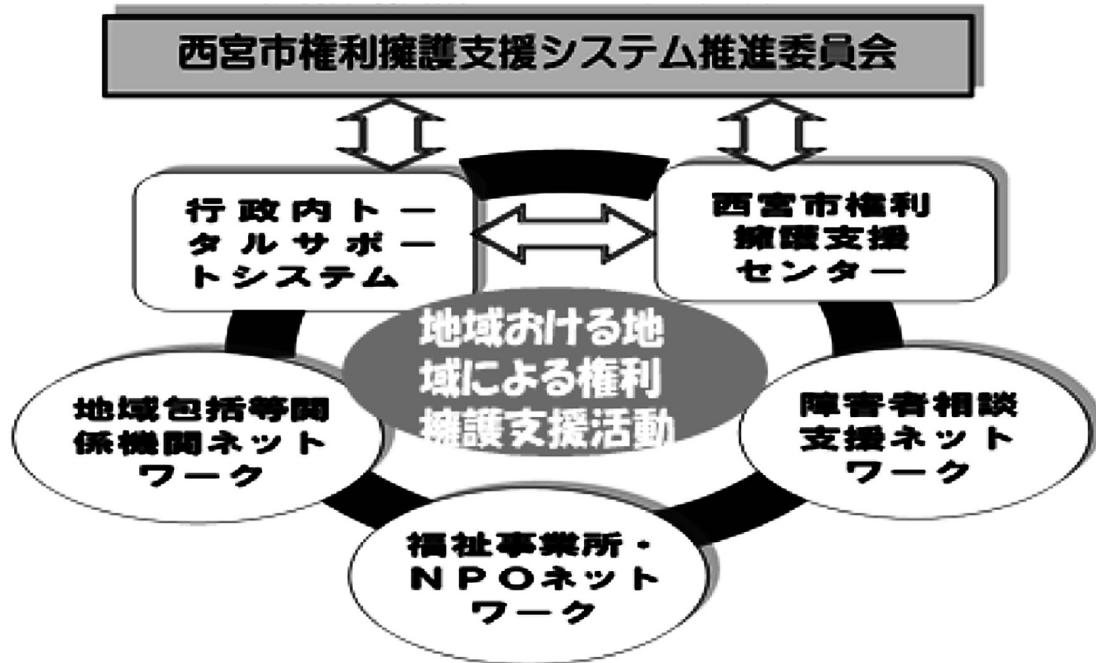 西宮市権利擁護支援システム推進委員会
行政内トー
タルサポー
トシステム
西宮市権利
擁護支援
センター
地域おける地
域による権利
擁護支援活動
地域包括等関
係機関ネット
ワーク
障害者相談
支援ネット
ワーク
福祉事業所・
NPOネット
ワーク